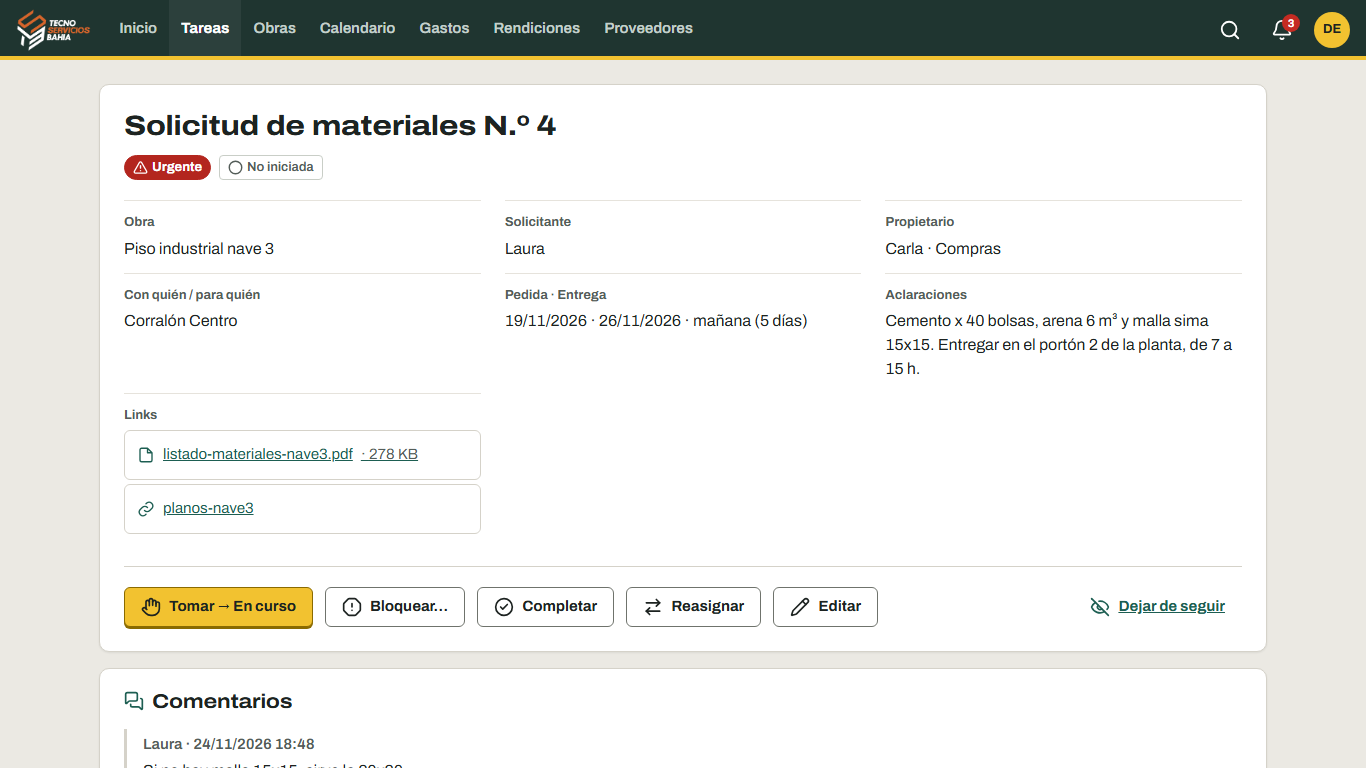 TECNO
SERVICIOS
BAHIA
Inicio
Tareas
Obras
Calendario
Gastos
Rendiciones
Proveedores
3
DE
Solicitud de materiales N.º 4
Urgente
No iniciada
Obra
Piso industrial nave 3
Solicitante
Laura
Propietario
Carla · Compras
Con quién / para quién
Corralón Centro
Pedida · Entrega
19/11/2026 · 26/11/2026 · mañana (5 días)
Aclaraciones
Cemento x 40 bolsas, arena 6 m³ y malla sima
15x15. Entregar en el portón 2 de la planta, de 7 a
15 h.
Links
listado-materiales-nave3.pdf · 278 KB
planos-nave3
Tomar → En curso
Bloquear...
Completar
Reasignar
Editar
Dejar de seguir
Comentarios
Laura · 24/11/2026 18:48